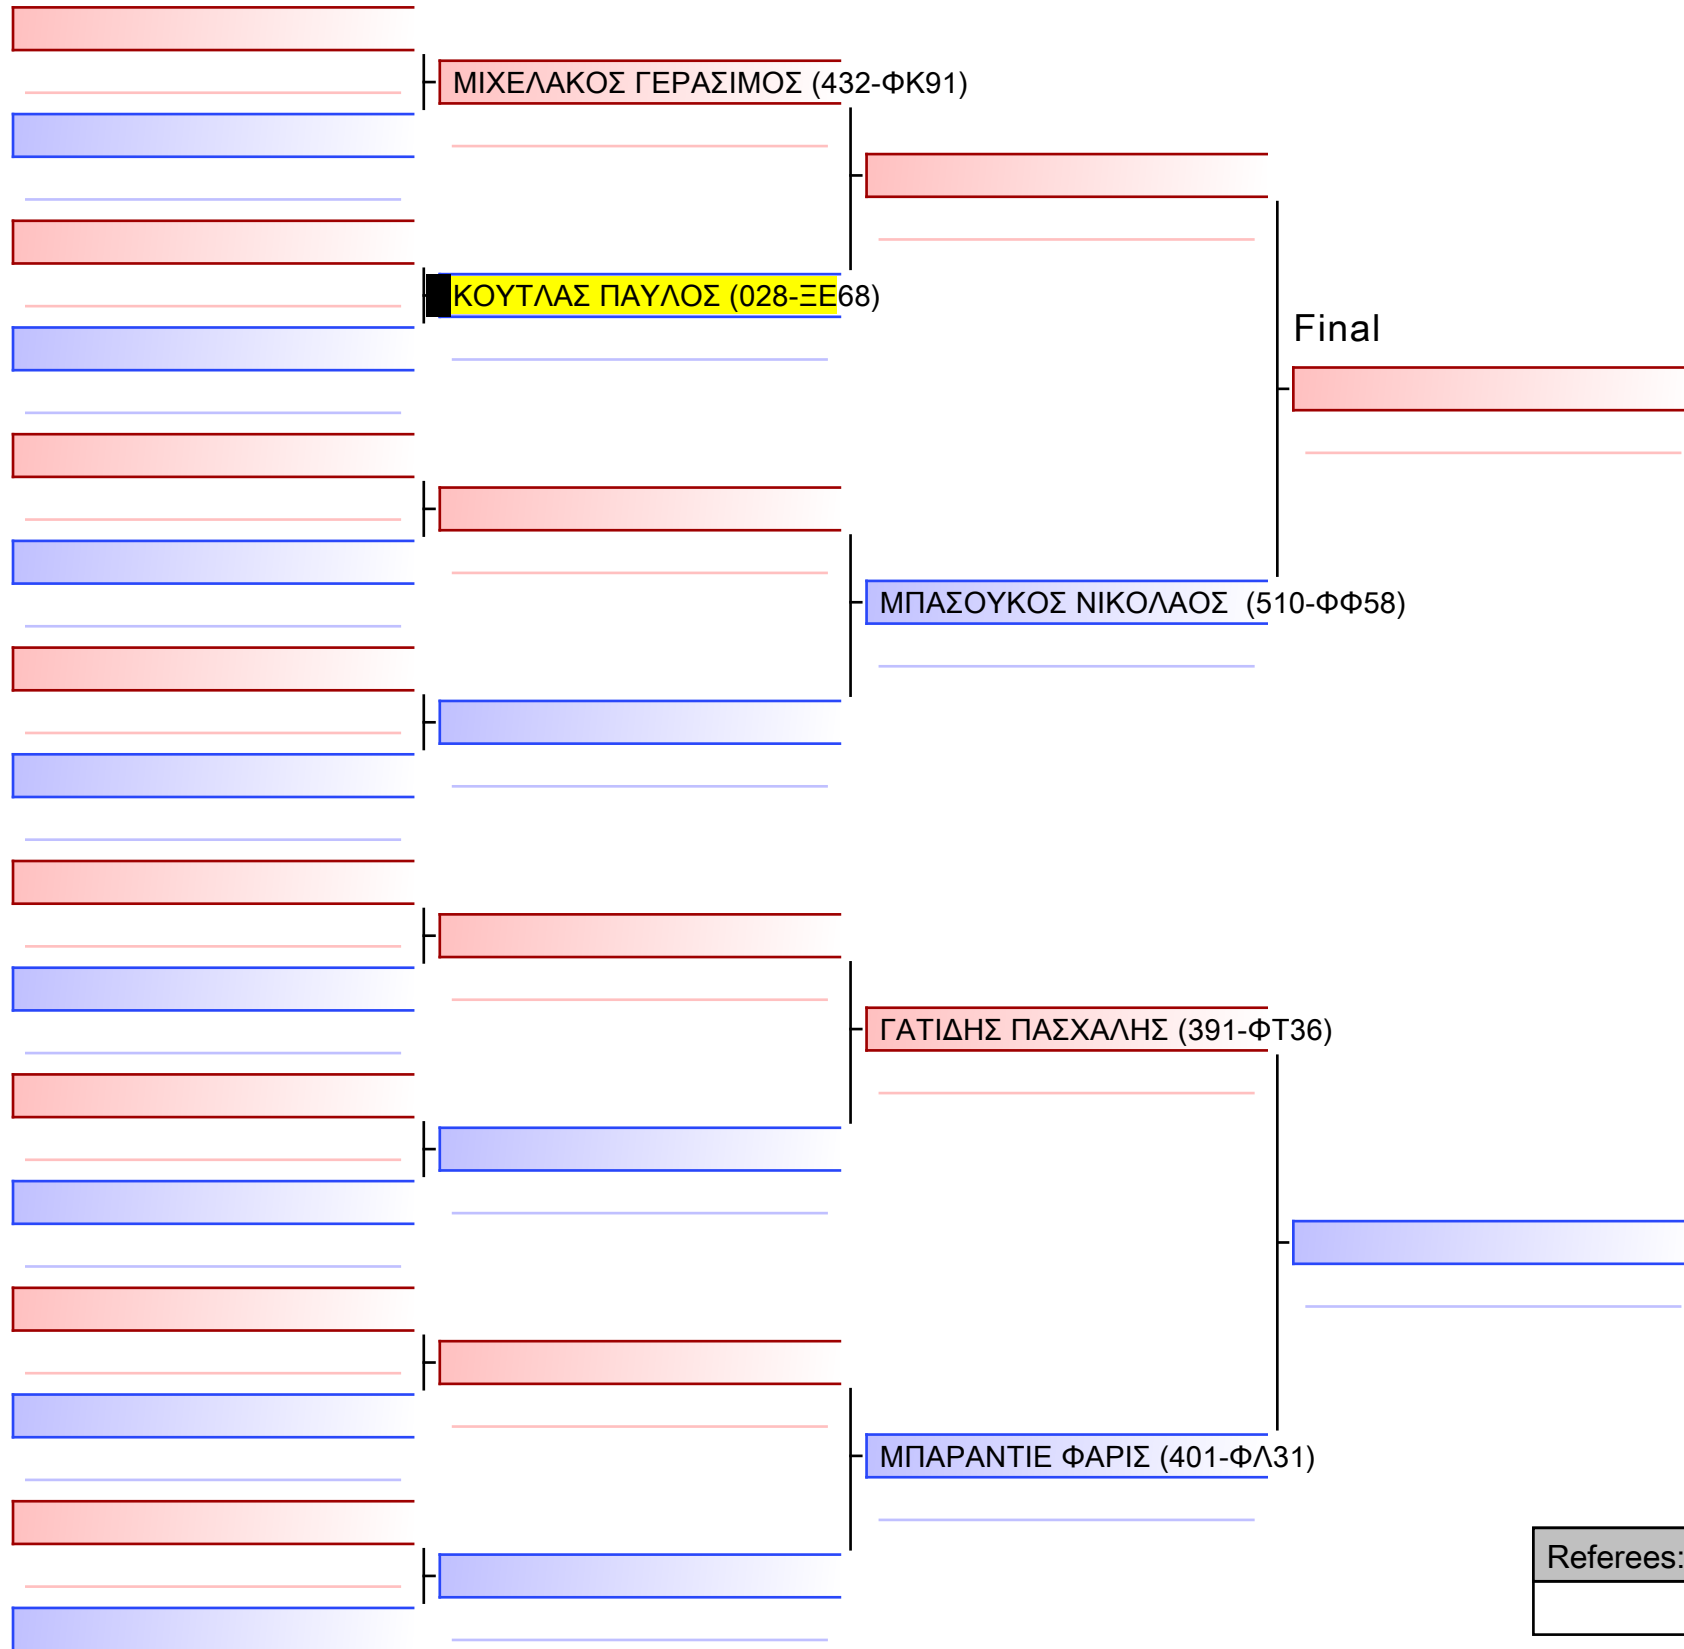 ΜΙΧΕΛΑΚΟΣ ΓΕΡΑΣΙΜΟΣ (432-ΦΚ91)
ΚΟΥΤΛΑΣ ΠΑΥΛΟΣ (028-ΞΕ68)
Final
ΜΠΑΣΟΥΚΟΣ ΝΙΚΟΛΑΟΣ (510-ΦΦ58)
ΓΑΤΙΔΗΣ ΠΑΣΧΑΛΗΣ (391-ΦΤ36)
ΜΠΑΡΑΝΤΙΕ ΦΑΡΙΣ (401-ΦΛ31)
Referees: